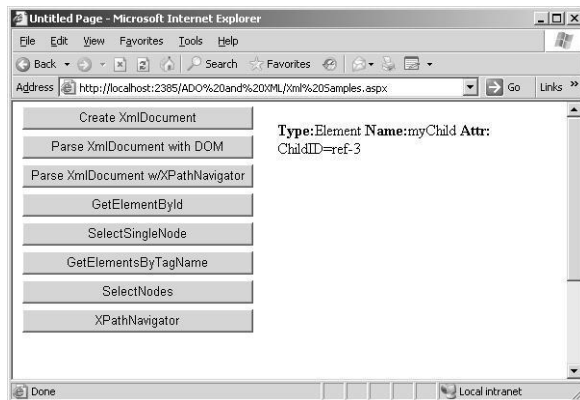 Untitled Page - Microsoft Internet Explorer
File Edit View Favorites Tools Help
Back Search Favorites
Address http://localhost:2385/ADO%20and%20XML/Xml%20Samples.aspx Go Links »
Create XmlDocument
Parse XmlDocument with DOM
Parse XmlDocument w/XPathNavigator
GetElementById
SelectSingleNode
GetElementsByTagName
SelectNodes
XPathNavigator
Type:Element Name:myChild Attr:
ChildID=ref-3
Done Local intranet